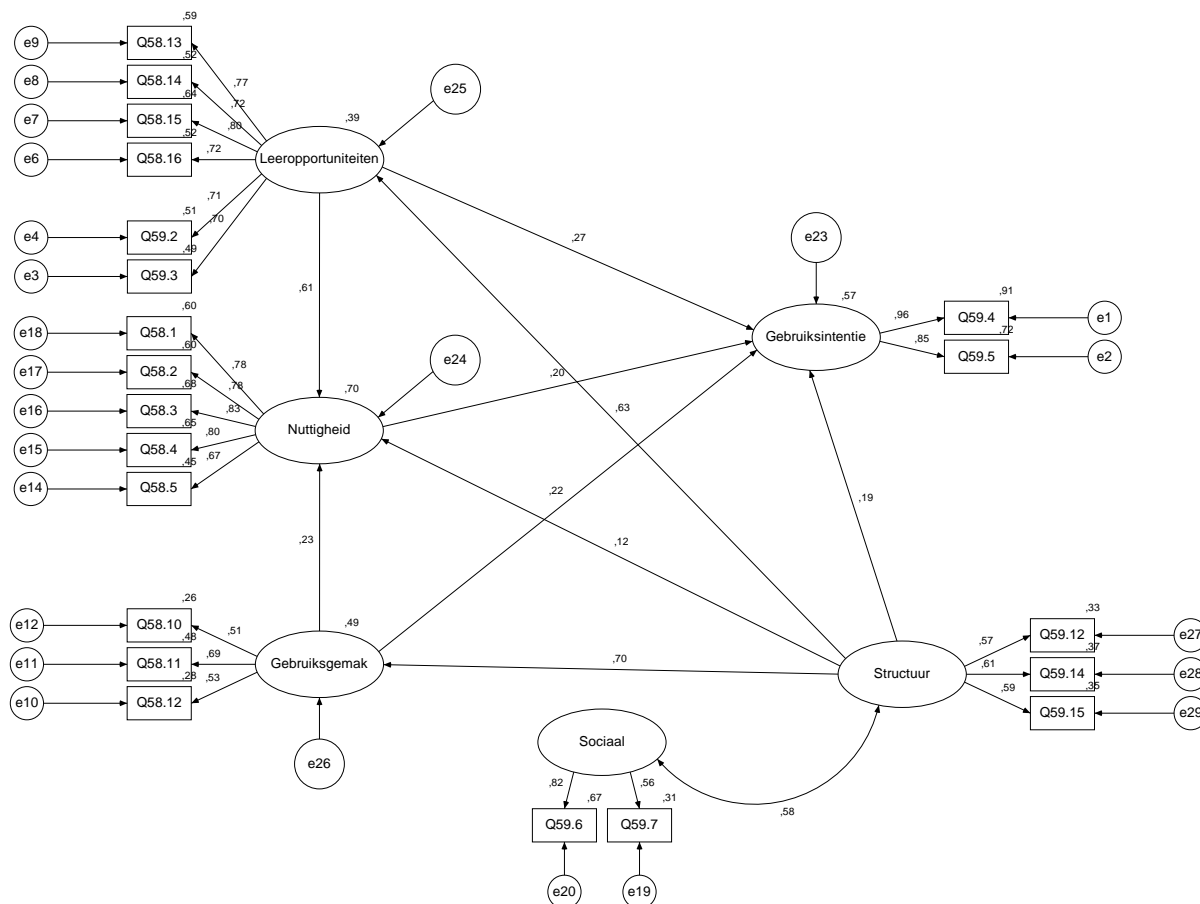 ,59
e9
Q58.13
,52
e8
Q58.14
,64
e7
Q58.15
,52
e6
Q58.16
,77
,72
,80
,72
e25
,39
Leeropportuniteiten
,71
,70
,51
e4
Q59.2
,49
e3
Q59.3
,27
e23
,57
Gebruiksintentie
,96
,85
,91
Q59.4
e1
,72
Q59.5
e2
,61
,60
e18
Q58.1
,60
e17
Q58.2
,68
e16
Q58.3
,65
e15
Q58.4
,45
e14
Q58.5
,78
,78
,83
,80
,67
e24
,70
Nuttigheid
,20
,63
,22
,19
,23
,12
,26
e12
Q58.10
,48
e11
Q58.11
,28
e10
Q58.12
,51
,69
,53
,49
Gebruiksgemak
e26
,70
Structuur
,57
,61
,59
,33
Q59.12
e27
,37
Q59.14
e28
,35
Q59.15
e29
Sociaal
,82
,56
,67
,31
Q59.6
Q59.7
,58
e20
e19